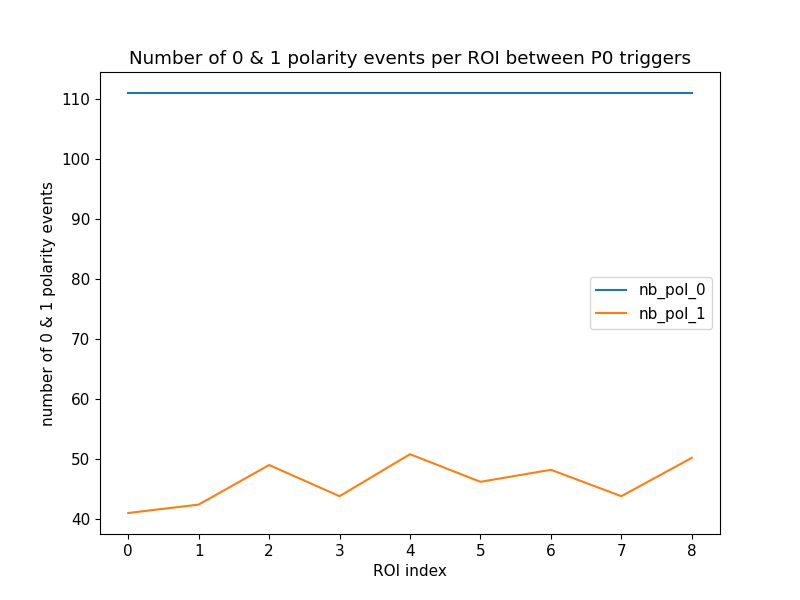 Number of 0 & 1 polarity events per ROI between P0 triggers
110
100
90
80
70
60
50
40
number of 0 & 1 polarity events
nb_pol_0
nb_pol_1
0 1 2 3 4 5 6 7 8
ROI index